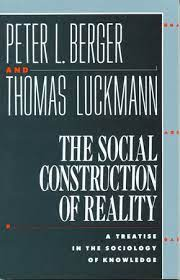 PETER L. BERGER
AND
THOMAS LUCKMANN
THE SOCIAL
CONSTRUCTION
OF REALITY
A TREATISE
IN THE SOCIOLOGY
OF KNOWLEDGE